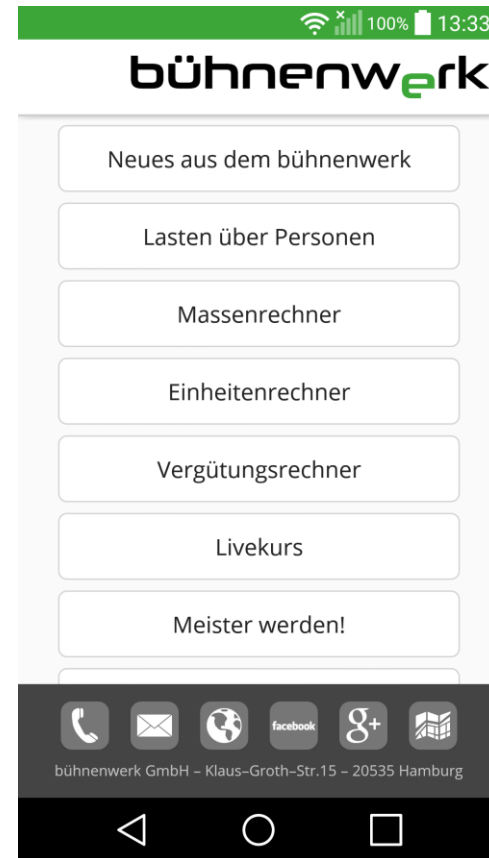 100% 13:33
bühnenwerk
Neues aus dem bühnenwerk
Lasten über Personen
Massenrechner
Einheitenrechner
Vergütungsrechner
Livekurs
Meister werden!
facebook g+
bühnenwerk GmbH – Klaus–Groth–Str.15 – 20535 Hamburg